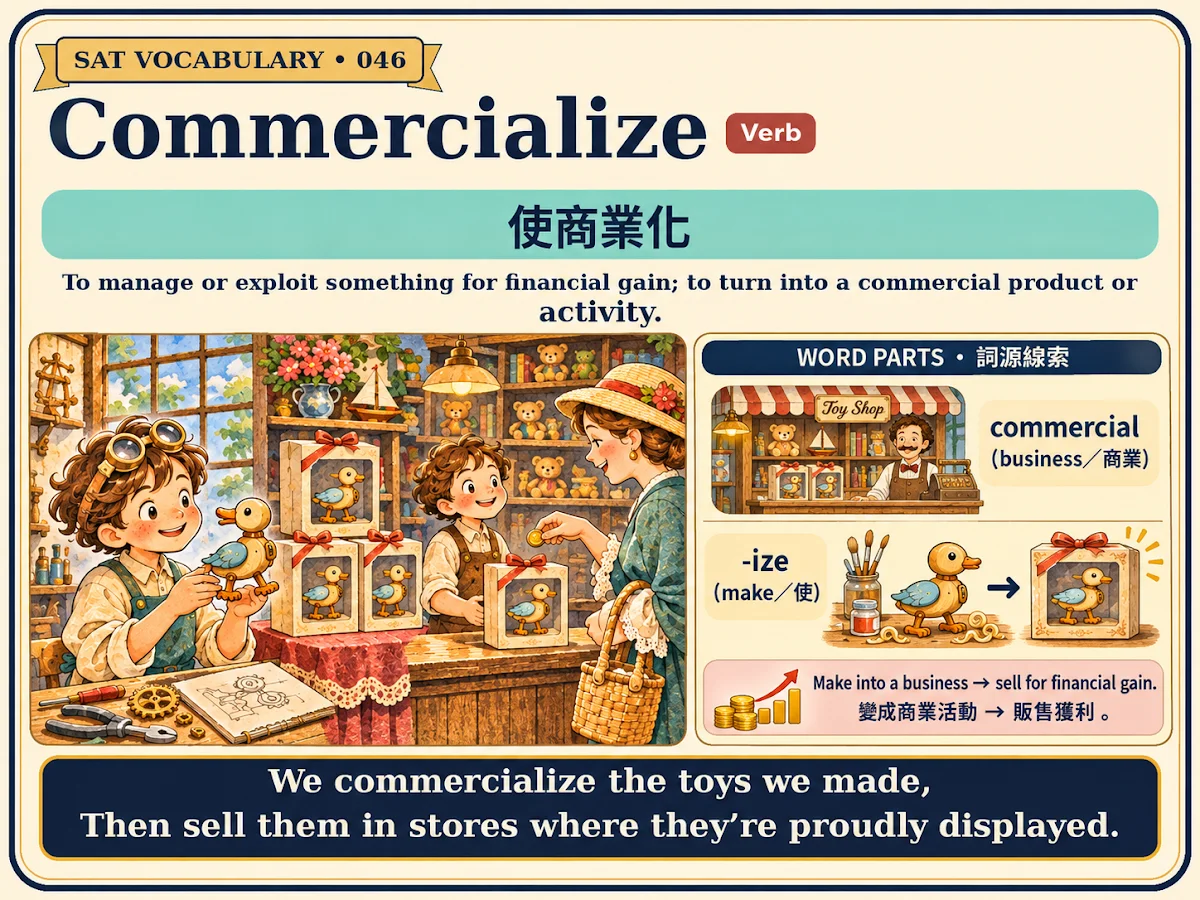 SAT VOCABULARY • 046
Commercialize
Verb
使商業化
To manage or exploit something for financial gain; to turn into a commercial product or
activity.
WORD PARTS • 詞源線索
Toy Shop
commercial
(business／商業)
-ize
(make／使)
Make into a business → sell for financial gain.
變成商業活動 → 販售獲利。
We commercialize the toys we made,
Then sell them in stores where they’re proudly displayed.